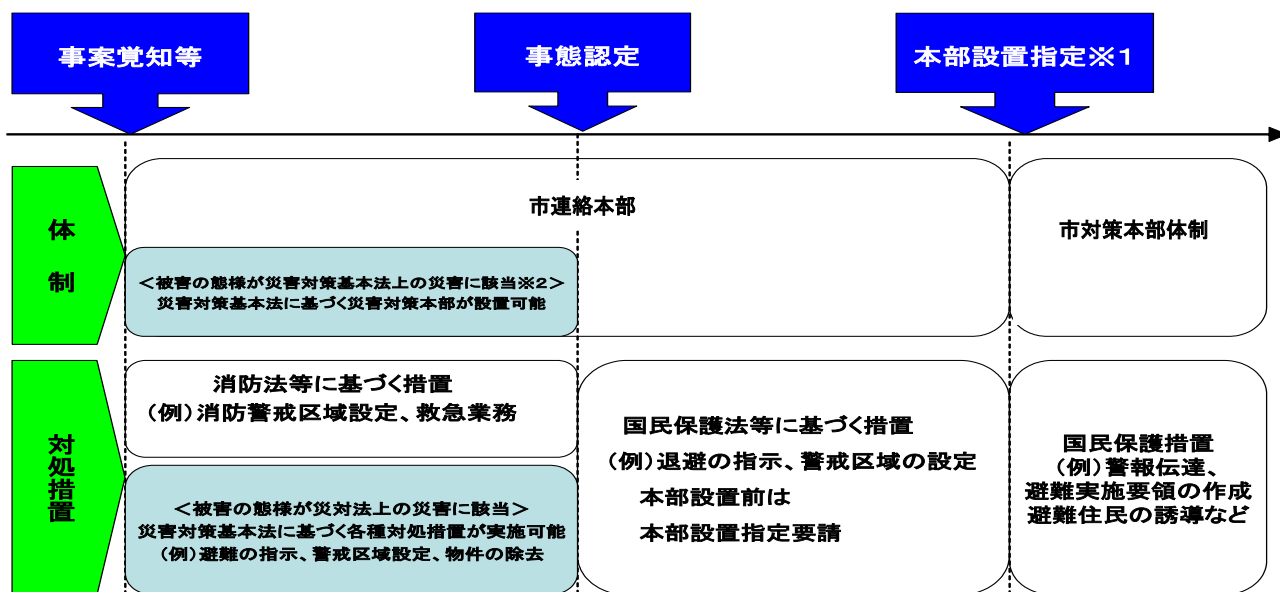 事案覚知等
事態認定
本部設置指定※1
体制
市連絡本部
市対策本部体制
＜被害の態様が災害対策基本法上の災害に該当※2＞
災害対策基本法に基づく災害対策本部が設置可能
対処措置
消防法等に基づく措置
（例）消防警戒区域設定、救急業務
＜被害の態様が災対法上の災害に該当＞
災害対策基本法に基づく各種対処措置が実施可能
（例）避難の指示、警戒区域設定、物件の除去
国民保護法等に基づく措置
（例）退避の指示、警戒区域の設定
本部設置前は
本部設置指定要請
国民保護措置
（例）警報伝達、
避難実施要領の作成
避難住民の誘導など